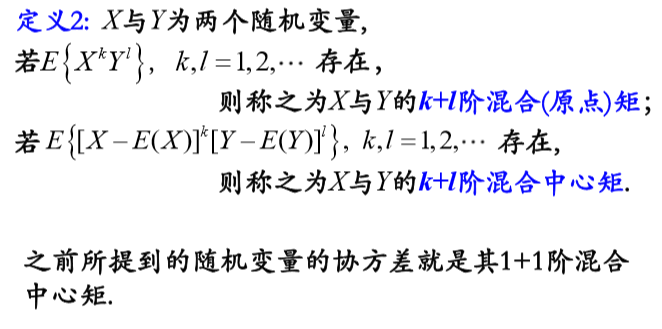 定义2: X与Y为两个随机变量,
若E{X^kY^l}, k,l=1,2,⋯ 存在,
则称之为X与Y的k+l阶混合(原点)矩;
若E{[X-E(X)]^k[Y-E(Y)]^l}, k,l=1,2,⋯ 存在,
则称之为X与Y的k+l阶混合中心矩.
之前所提到的随机变量的协方差就是其1+1阶混合
中心矩.